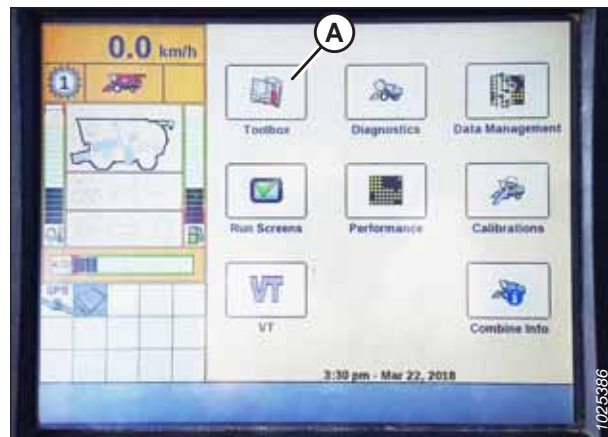 A
0.0 km/h
1
Toolbox
Diagnostics
Data Management
Run Screens
Performance
Calibrations
GPS
VT
VT
Combine Info
3:30 pm - Mar 22, 2018
1025386